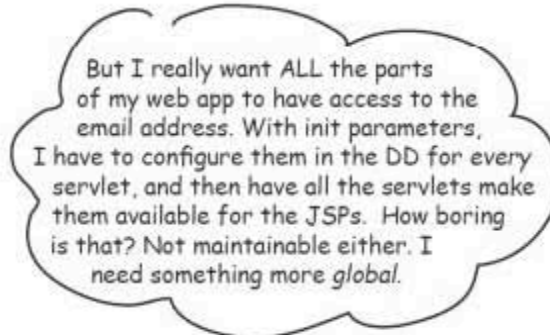 But I really want ALL the parts
of my web app to have access to the
email address. With init parameters,
I have to configure them in the DD for every
servlet, and then have all the servlets make
them available for the JSPs. How boring
is that? Not maintainable either. I
need something more global.